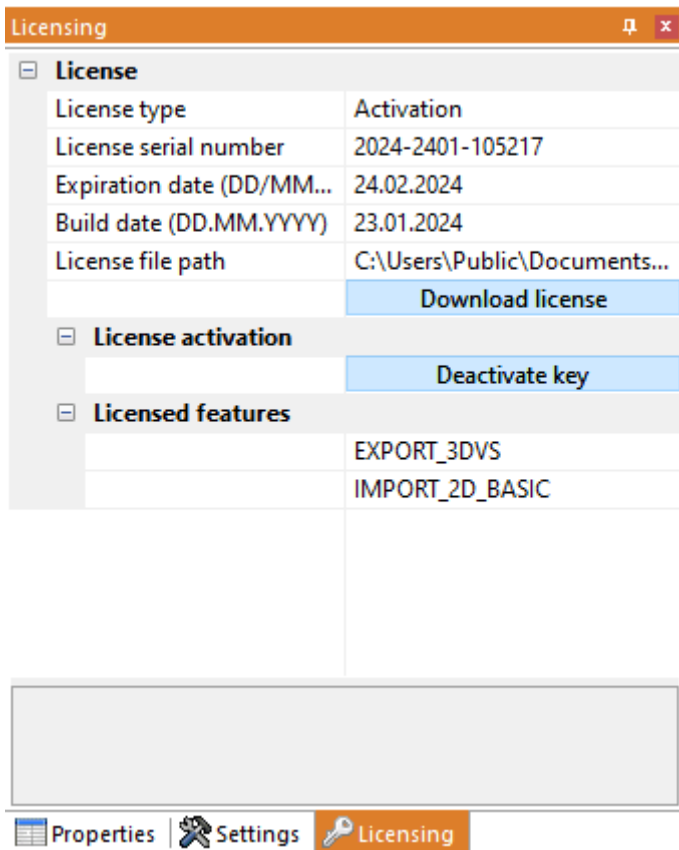 Licensing
License
License type Activation
License serial number 2024-2401-105217
Expiration date (DD/MM... 24.02.2024
Build date (DD.MM.YYYY) 23.01.2024
License file path C:\Users\Public\Documents...
Download license
License activation
Deactivate key
Licensed features
EXPORT_3DVS
IMPORT_2D_BASIC
Properties Settings Licensing